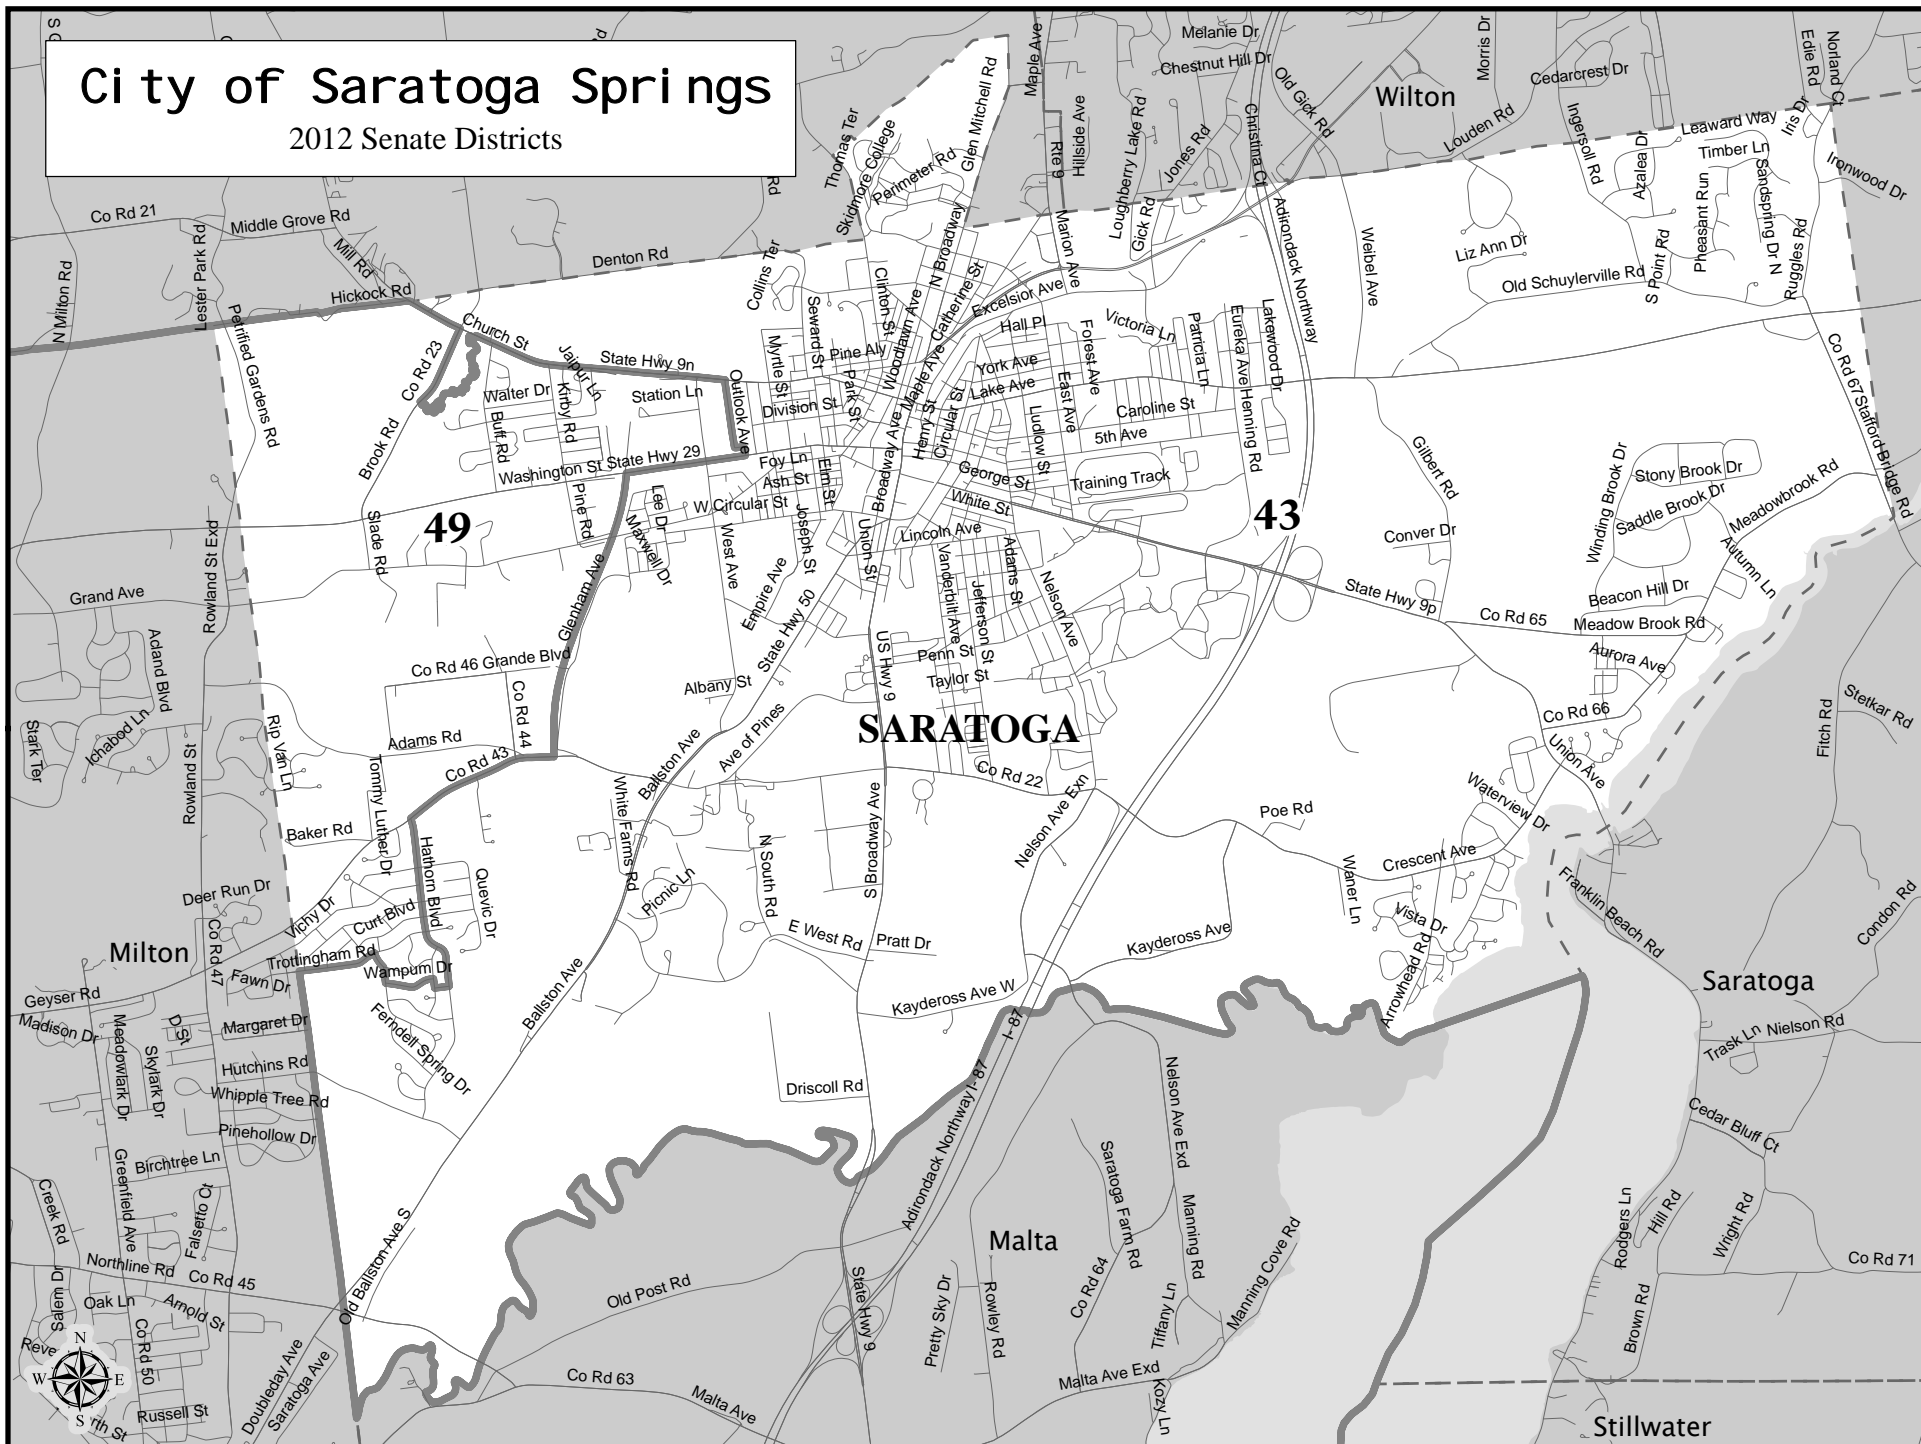 City of Saratoga Springs
2012 Senate Districts
Melanie Dr
Chestnut Hill Dr
Maple Ave
Old Gick Rd
Wilton
Morris Dr
Cedarcrest Dr
Edie Rd
Norland Ct
Louden Rd
Ingersoll Rd
Azalea Dr
Leaward Way
Iris Dr
Timber Ln
Sandspring Dr N
Ironwood Dr
Pheasant Run
Ruggles Rd
S Point Rd
Thomas Ter
Skidmore College
Perimeter Rd
Glen Mitchell Rd
Rte 9
Hillside Ave
Loughberry Lake Rd
Jones Rd
Christina Ct
Gick Rd
Marion Ave
Adirondack Northway
Weibel Ave
Liz Ann Dr
Old Schuylerville Rd
Co Rd 21
Middle Grove Rd
Mill Rd
Rd
Denton Rd
N Milton Rd
Lester Park Rd
Hickock Rd
Petrified Gardens Rd
Church St
State Hwy 9n
Co Rd 23
Brook Rd
Walter Dr
Jaipur Ln
Kirby Rd
Buff Rd
Station Ln
Outlook Ave
Collins Ter
Seward St
Myrtle St
Pine Aly
Clinton St
N Broadway
Woodlawn Ave
Maple Ave
Catherine St
Excelsior Ave
Hall Pl
York Ave
Lake Ave
Forest Ave
East Ave
Victoria Ln
Patricia Ln
Eureka Ave
Lakewood Dr
Henning Rd
Caroline St
5th Ave
Ludlow St
Division St
Park St
Broadway Ave
Henry St
Circular St
Washington St
State Hwy 29
Foy Ln
Ash St
Elm St
W Circular St
George St
White St
Training Track
Gilbert Rd
Co Rd 67
Stafford Bridge Rd
Winding Brook Dr
Stony Brook Dr
Saddle Brook Dr
Meadowbrook Rd
Autumn Ln
49
43
Slade Rd
Pine Rd
Lee Dr
Maxwell Dr
West Ave
Joseph St
Union St
Lincoln Ave
Adams St
Vanderbilt Ave
Jefferson St
Nelson Ave
Conver Dr
State Hwy 9p
Co Rd 65
Beacon Hill Dr
Meadow Brook Rd
Aurora Ave
Grand Ave
Rowland St Exd
Acland Blvd
Ichabod Ln
Stark Ter
Rowland St
Rip Van Ln
Glenham Ave
Empire Ave
State Hwy 50
Co Rd 46
Grande Blvd
Co Rd 44
Albany St
US Hwy 9
Penn St
Taylor St
SARATOGA
Adams Rd
Co Rd 43
Ballston Ave
Ave of Pines
Co Rd 22
Co Rd 66
Union Ave
Fitch Rd
Stetkar Rd
Tommy Luther Dr
Baker Rd
Hathorn Blvd
Quevic Dr
White Farms Rd
Picnic Ln
N South Rd
S Broadway Ave
Nelson Ave Exn
Poe Rd
Waterview Dr
Crescent Ave
Waner Ln
Vista Dr
Arrowhead Rd
Franklin Beach Rd
Condon Rd
Deer Run Dr
Vichy Dr
Curt Blvd
Trottingham Rd
Wampum Dr
Milton
Co Rd 47
Fawn Dr
Geyser Rd
E West Rd
Pratt Dr
Kaydeross Ave
Kaydeross Ave W
Ballston Ave
Ferndell Spring Dr
Saratoga
Madison Dr
Meadowlark Dr
D St
Skylark Dr
Margaret Dr
Hutchins Rd
Whipple Tree Rd
Pinehollow Dr
Birchtree Ln
Greenfield Ave
Driscoll Rd
I- 87
I- 87
Adirondack Northway
Nelson Ave Exd
Trask Ln
Nielson Rd
Cedar Bluff Ct
Creek Rd
Falsetto Ct
Northline Rd
Co Rd 45
Old Ballston Ave S
Malta
Saratoga Farm Rd
Manning Rd
Manning Cove Rd
Rodgers Ln
Hill Rd
Wright Rd
Co Rd 71
Salem Dr
Oak Ln
Arnold St
Co Rd 50
Old Post Rd
State Hwy 9
Pretty Sky Dr
Rowley Rd
Co Rd 64
Tiffany Ln
Brown Rd
Reve
N
W
E
S
rth St
Russell St
Doubleday Ave
Saratoga Ave
Co Rd 63
Malta Ave
Malta Ave Exd
Kozy Ln
Stillwater